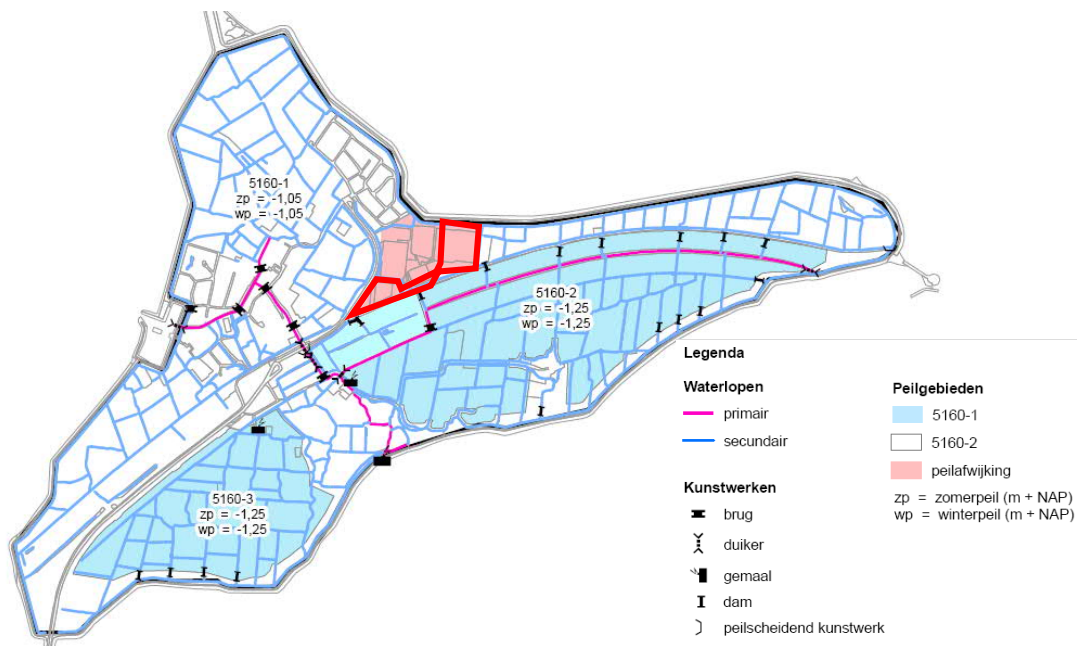 5160-1
zp = -1,05
wp = -1,05
5160-2
zp = -1,25
wp = -1,25
5160-3
zp = -1,25
wp = -1,25
Legenda
Waterlopen
primair
secundair
Kunstwerken
brug
duiker
gemaal
dam
peilscheidend kunstwerk
Peilgebieden
5160-1
5160-2
peilafwijking
zp = zomerpeil (m + NAP)
wp = winterpeil (m + NAP)